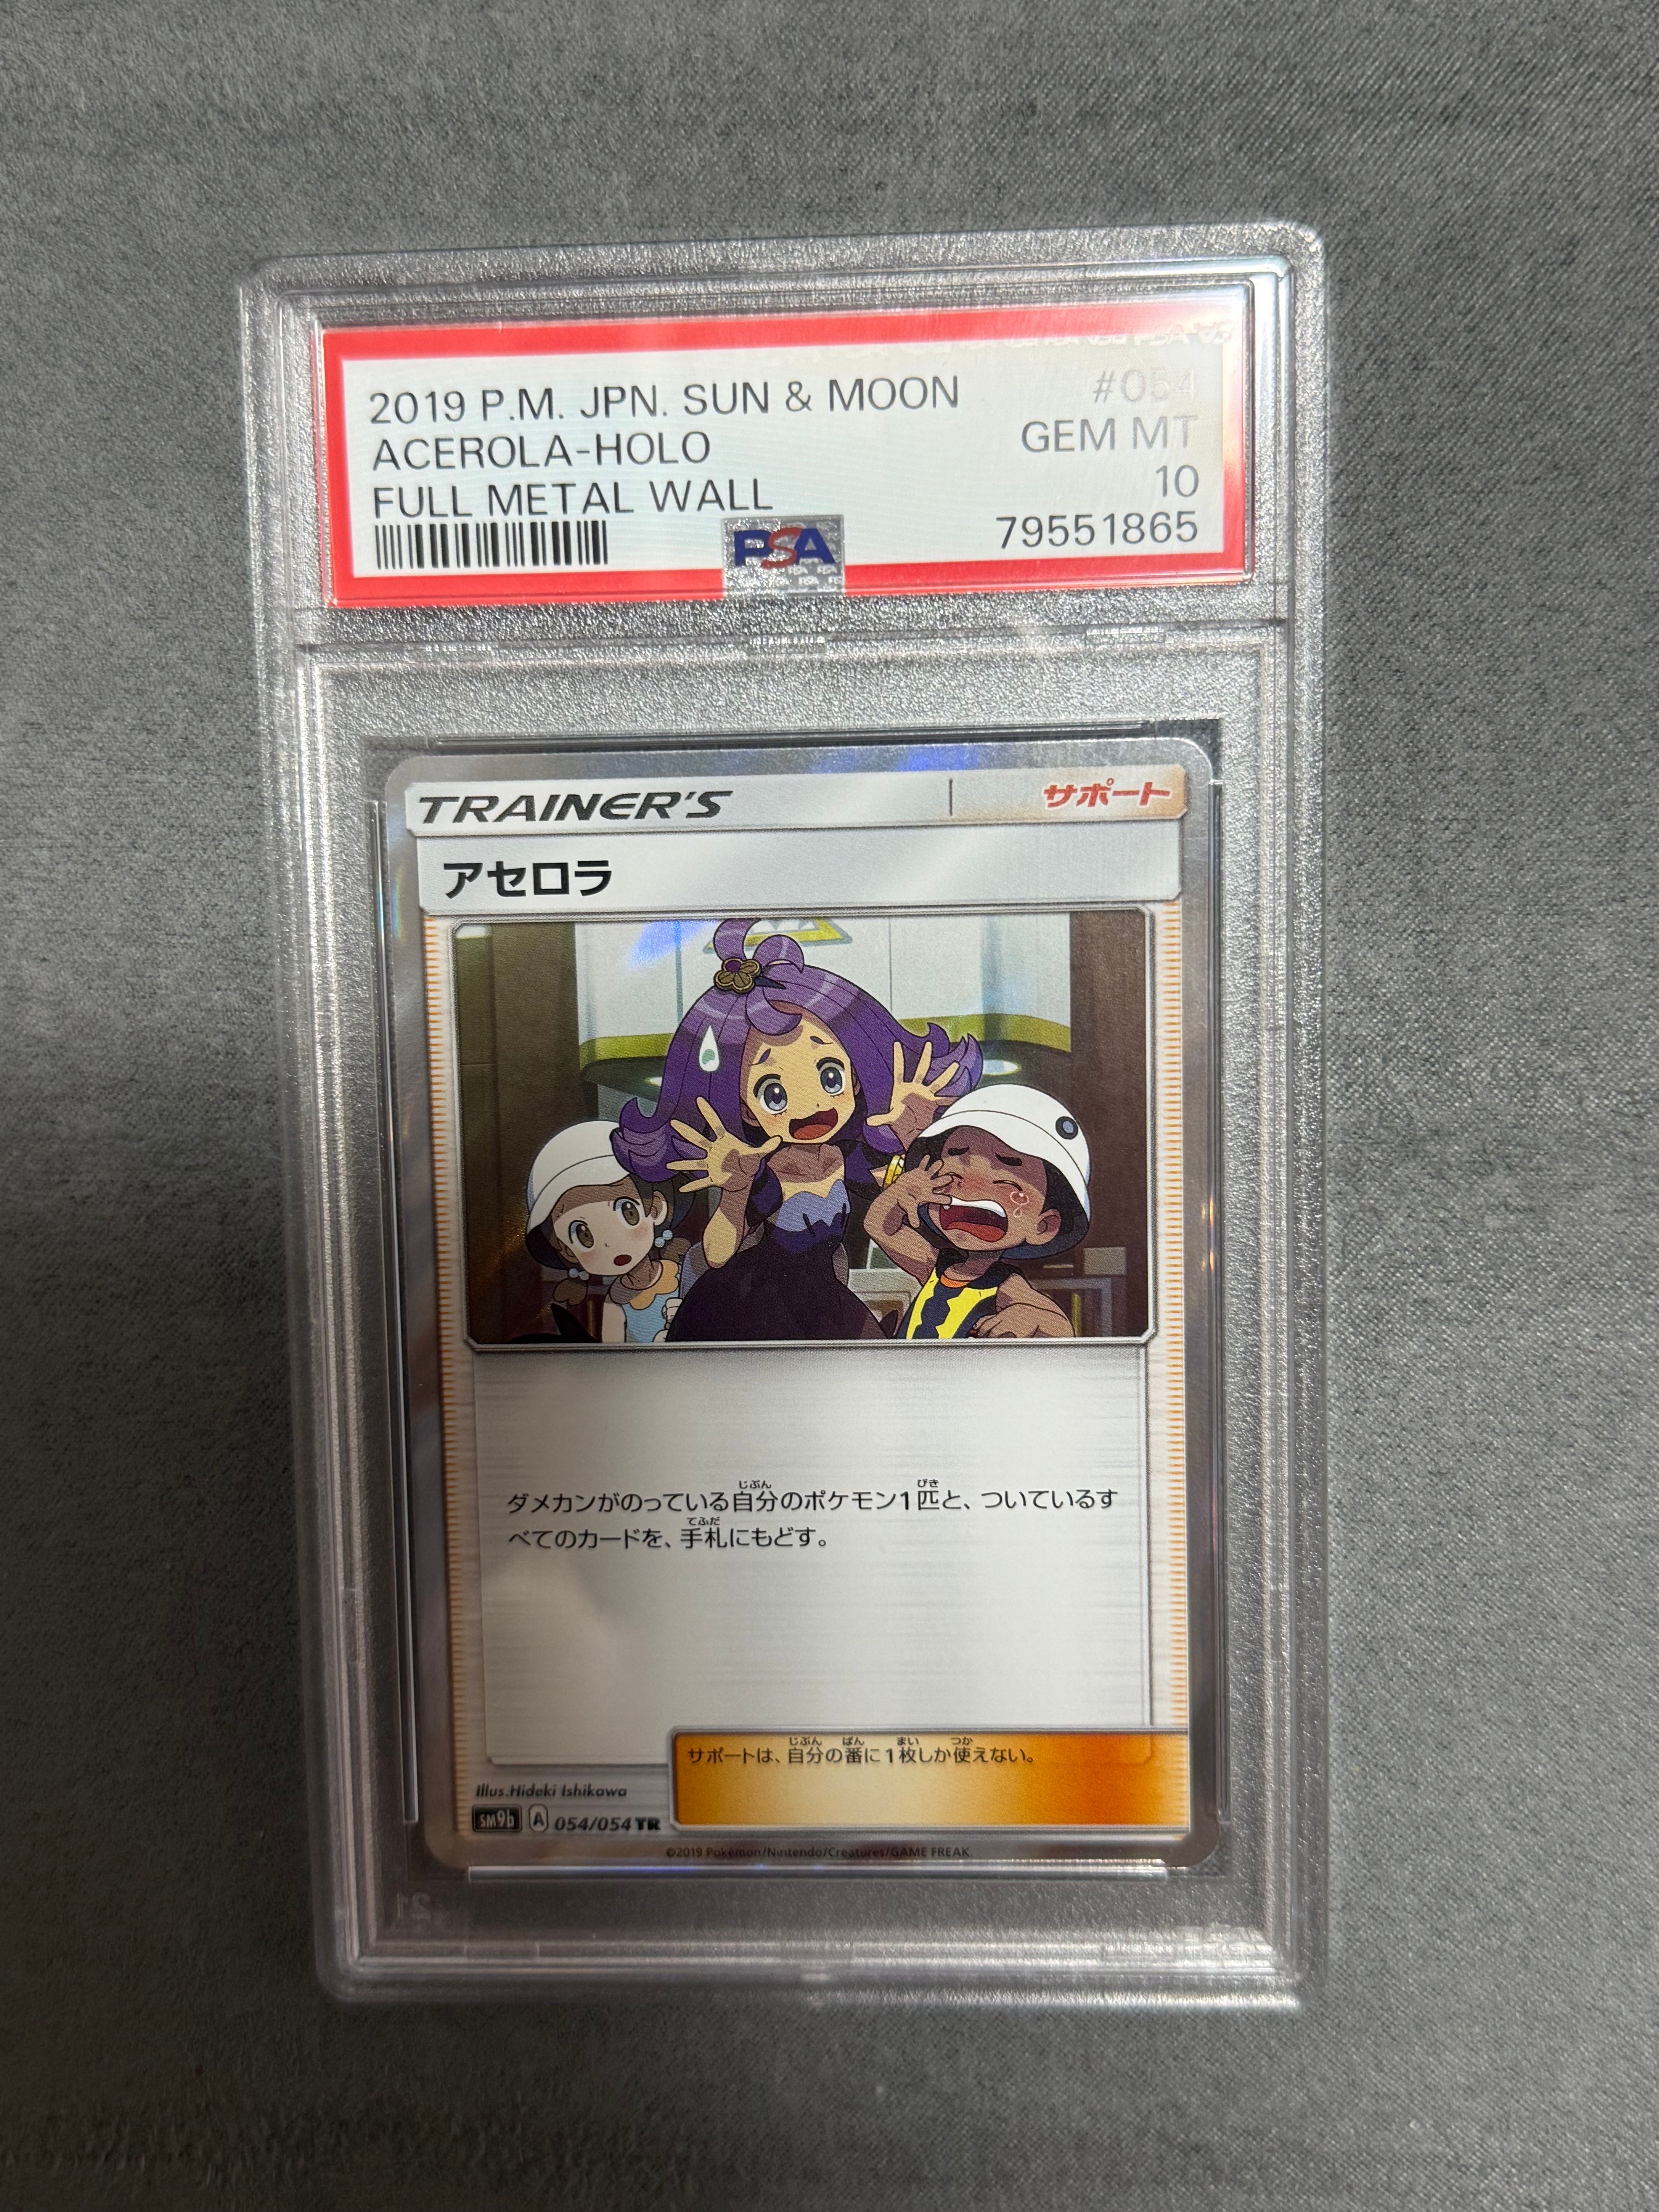 2019 P.M. JPN. SUN & MOON #054
ACEROLA-HOLO GEM MT
FULL METAL WALL 10
PSA 79551865
TRAINER'S サポート
アセロラ
ダメカンがのっている自分のポケモン1匹と、ついているす
べてのカードを、手札にもどす。
サポートは、自分の番に1枚しか使えない。
Illus.Hideki Ishikawa
SM9b A 054/054 TR
©2019 Pokémon/Nintendo/Creatures/GAME FREAK.